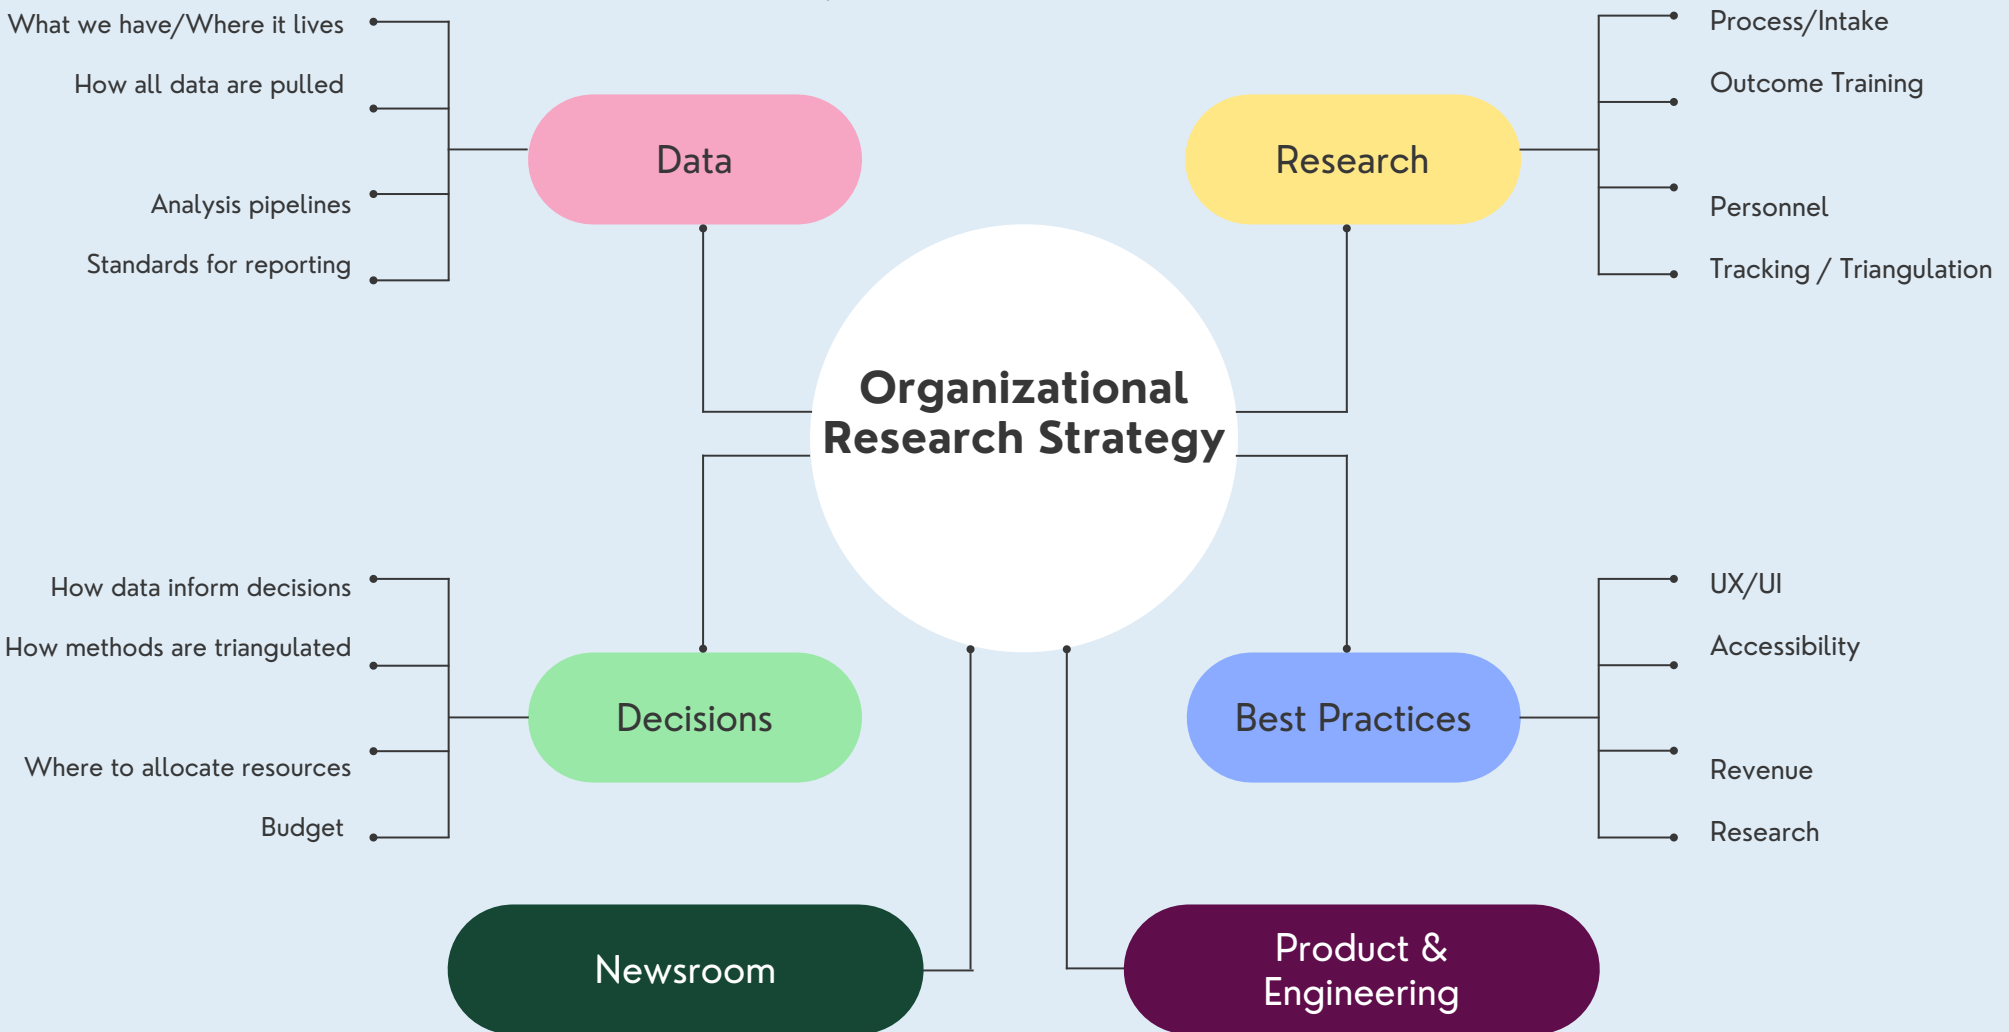 What we have/Where it lives
How all data are pulled
Analysis pipelines
Standards for reporting
Data
Research
Process/Intake
Outcome Training
Personnel
Tracking / Triangulation
Organizational
Research Strategy
How data inform decisions
How methods are triangulated
Where to allocate resources
Budget
Decisions
Best Practices
UX/UI
Accessibility
Revenue
Research
Newsroom
Product &
Engineering